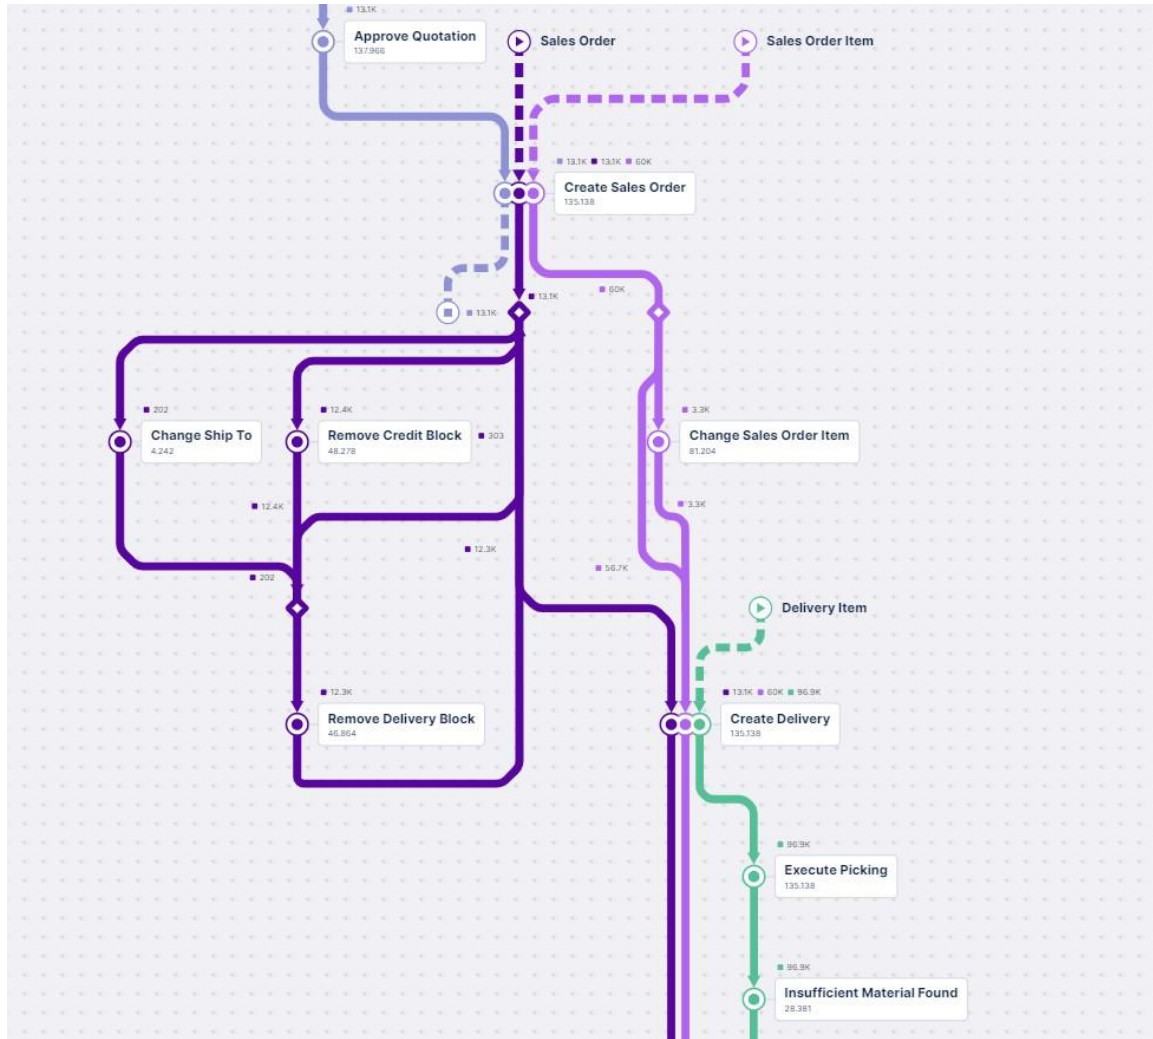 13.1K
Approve Quotation
137.966
Sales Order
Sales Order Item
13.1K 13.1K 60K
Create Sales Order
135.138
60K
13.1K
13.1K
202
12.4K
3.3K
Change Ship To
4.242
Remove Credit Block
48.278
303
Change Sales Order Item
81.204
12.4K
3.3K
12.3K
56.7K
202
Delivery Item
12.3K
13.1K 60K 96.9K
Remove Delivery Block
46.864
Create Delivery
135.138
96.9K
Execute Picking
135.138
96.9K
Insufficient Material Found
28.381